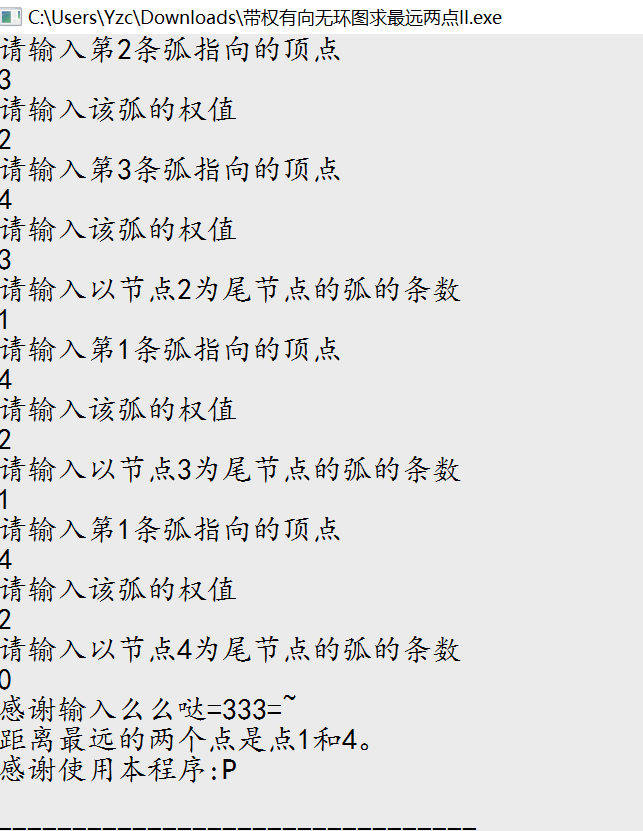 C:\Users\Yzc\Downloads\带权有向无环图求最远两点II.exe
请输入第2条弧指向的顶点
3
请输入该弧的权值
2
请输入第3条弧指向的顶点
4
请输入该弧的权值
3
请输入以节点2为尾节点的弧的条数
1
请输入第1条弧指向的顶点
4
请输入该弧的权值
2
请输入以节点3为尾节点的弧的条数
1
请输入第1条弧指向的顶点
4
请输入该弧的权值
2
请输入以节点4为尾节点的弧的条数
0
感谢输入么么哒=333=~
距离最远的两个点是点1和4。
感谢使用本程序:P
--------------------------------